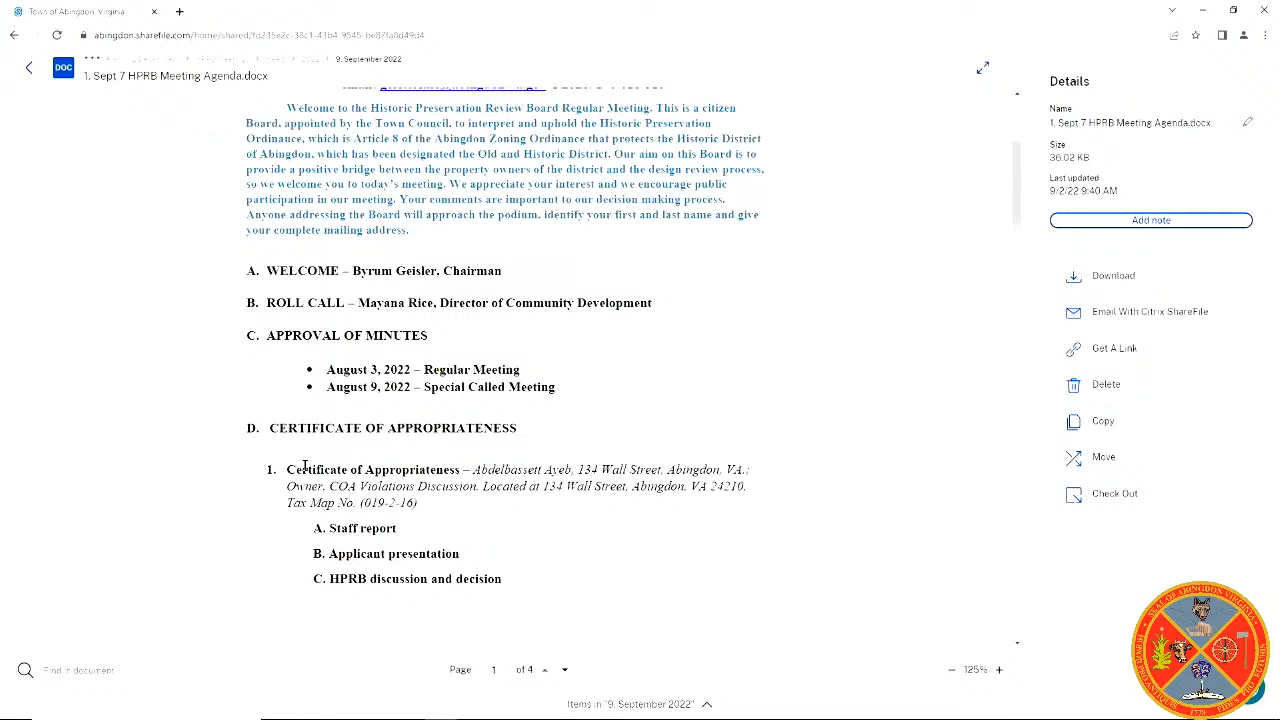 Town of Abingdon, Virginia
abingdon.sharefile.com/home/shared/fo235e2c-38c1-43b4-9545-be87fa8d49d4
9. September 2022
DOC
1. Sept 7 HPRB Meeting Agenda.docx
Welcome to the Historic Preservation Review Board Regular Meeting. This is a citizen
Board, appointed by the Town Council, to interpret and uphold the Historic Preservation
Ordinance, which is Article 8 of the Abingdon Zoning Ordinance that protects the Historic District
of Abingdon, which has been designated the Old and Historic District. Our aim on this Board is to
provide a positive bridge between the property owners of the district and the design review process,
so we welcome you to today's meeting. We appreciate your interest and we encourage public
participation in our meeting. Your comments are important to our decision making process.
Anyone addressing the Board will approach the podium, identify your first and last name and give
your complete mailing address.
A. WELCOME – Byrum Geisler, Chairman
B. ROLL CALL – Mayana Rice, Director of Community Development
C. APPROVAL OF MINUTES
• August 3, 2022 – Regular Meeting
• August 9, 2022 – Special Called Meeting
D. CERTIFICATE OF APPROPRIATENESS
1. Certificate of Appropriateness – Abdelbassett Ayeb, 134 Wall Street, Abingdon, VA.;
Owner. COA Violations Discussion. Located at 134 Wall Street, Abingdon. VA 24210.
Tax Map No. (019-2-16)
A. Staff report
B. Applicant presentation
C. HPRB discussion and decision
Find in document
Page 1 of 4
125%
Items in "9. September 2022"
Details
Name
1. Sept 7 HPRB Meeting Agenda.docx
Size
36.02 KB
Last updated
9/2/22 9:40 AM
Add note
Download
Email With Citrix ShareFile
Get A Link
Delete
Copy
Move
Check Out
SEAL OF ABINGDON VIRGINIA
1778